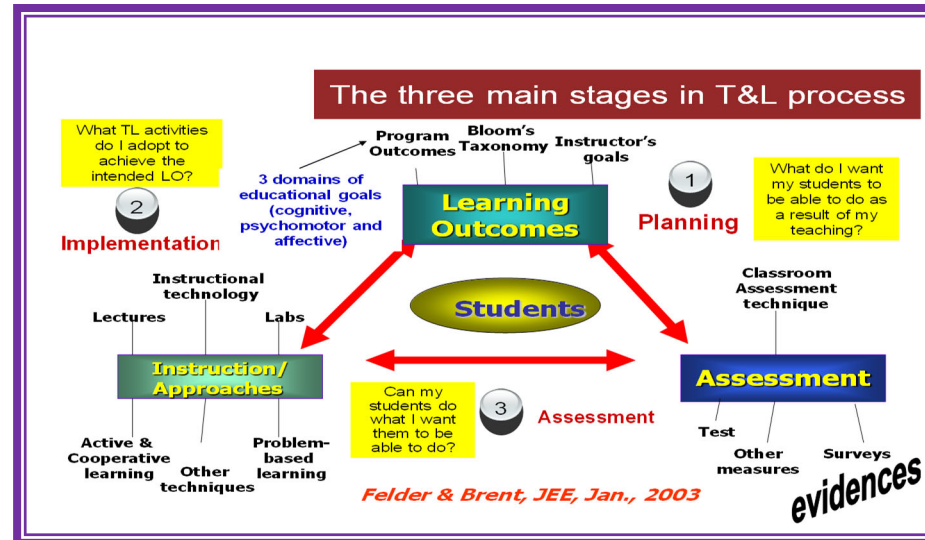 The three main stages in T&L process
What TL activities
do I adopt to
achieve the
intended LO?
2
Implementation
Program
Outcomes
Bloom's
Taxonomy
Instructor's
goals
3 domains of
educational goals
(cognitive,
psychomotor and
affective)
Learning
Outcomes
1
Planning
What do I want
my students to
be able to do as
a result of my
teaching?
Students
Instructional
technology
Lectures
Labs
Instruction/
Approaches
Active &
Cooperative
learning
Other
techniques
Problem-
based
learning
Can my
students do
what I want
them to be
able to do?
3
Assessment
Classroom
Assessment
technique
Assessment
Test
Other
measures
Surveys
evidences
Felder & Brent, JEE, Jan., 2003